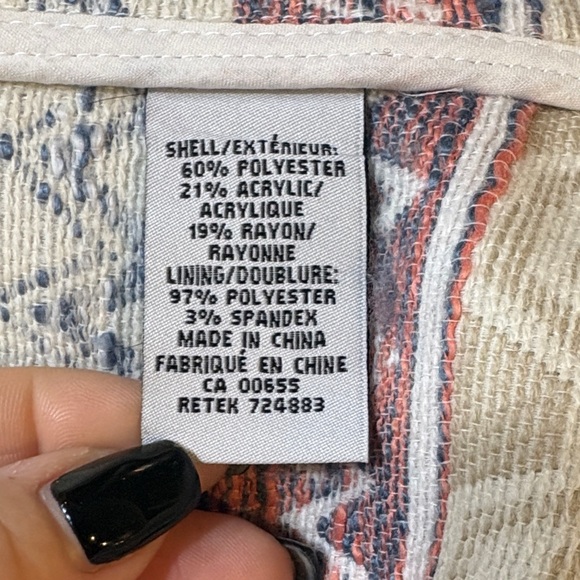 SHELL/EXTÉRIEUR:
60% POLYESTER
21% ACRYLIC/
ACRYLIQUE
19% RAYON/
RAYONNE
LINING/DOUBLURE:
97% POLYESTER
3% SPANDEX
MADE IN CHINA
FABRIQUÉ EN CHINE
CA 00655
RETEK 724883